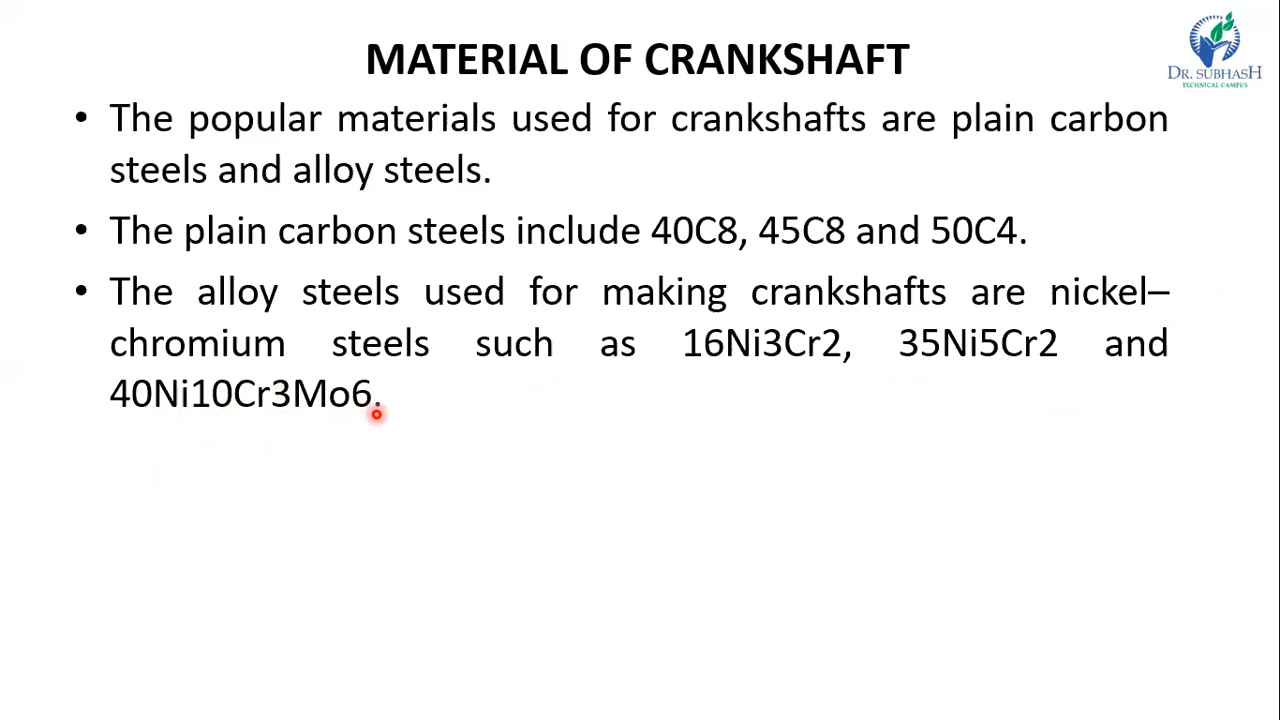 MATERIAL OF CRANKSHAFT
DR. SUBHASH
TECHNICAL CAMPUS
• The popular materials used for crankshafts are plain carbon
steels and alloy steels.
• The plain carbon steels include 40C8, 45C8 and 50C4.
• The alloy steels used for making crankshafts are nickel–
chromium steels such as 16Ni3Cr2, 35Ni5Cr2 and
40Ni10Cr3Mo6.